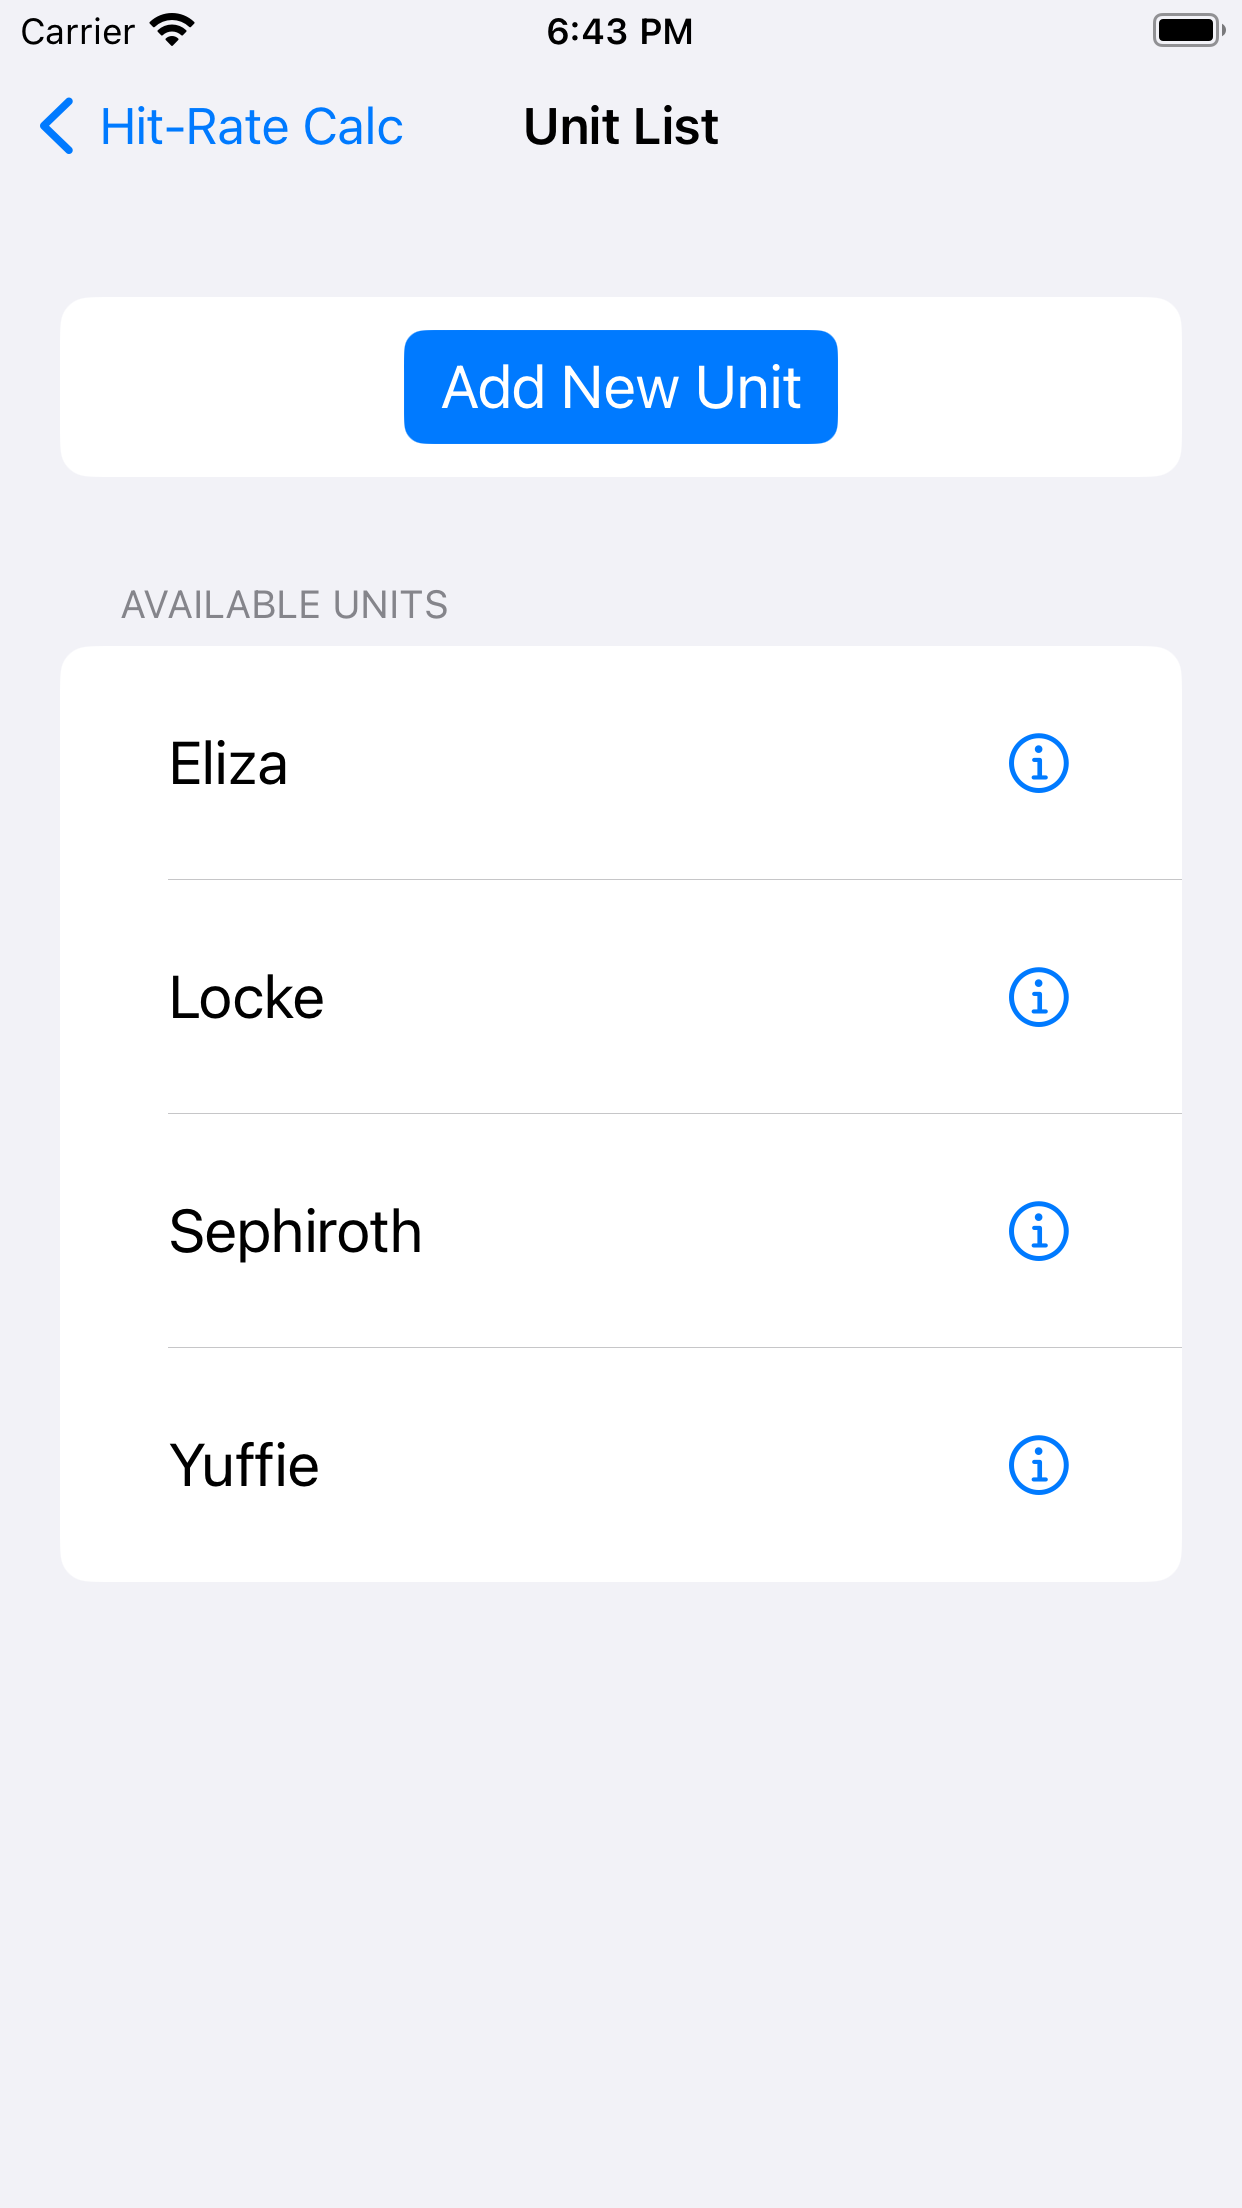 Carrier 6:43 PM
Hit-Rate Calc Unit List
Add New Unit
AVAILABLE UNITS
Eliza
Locke
Sephiroth
Yuffie